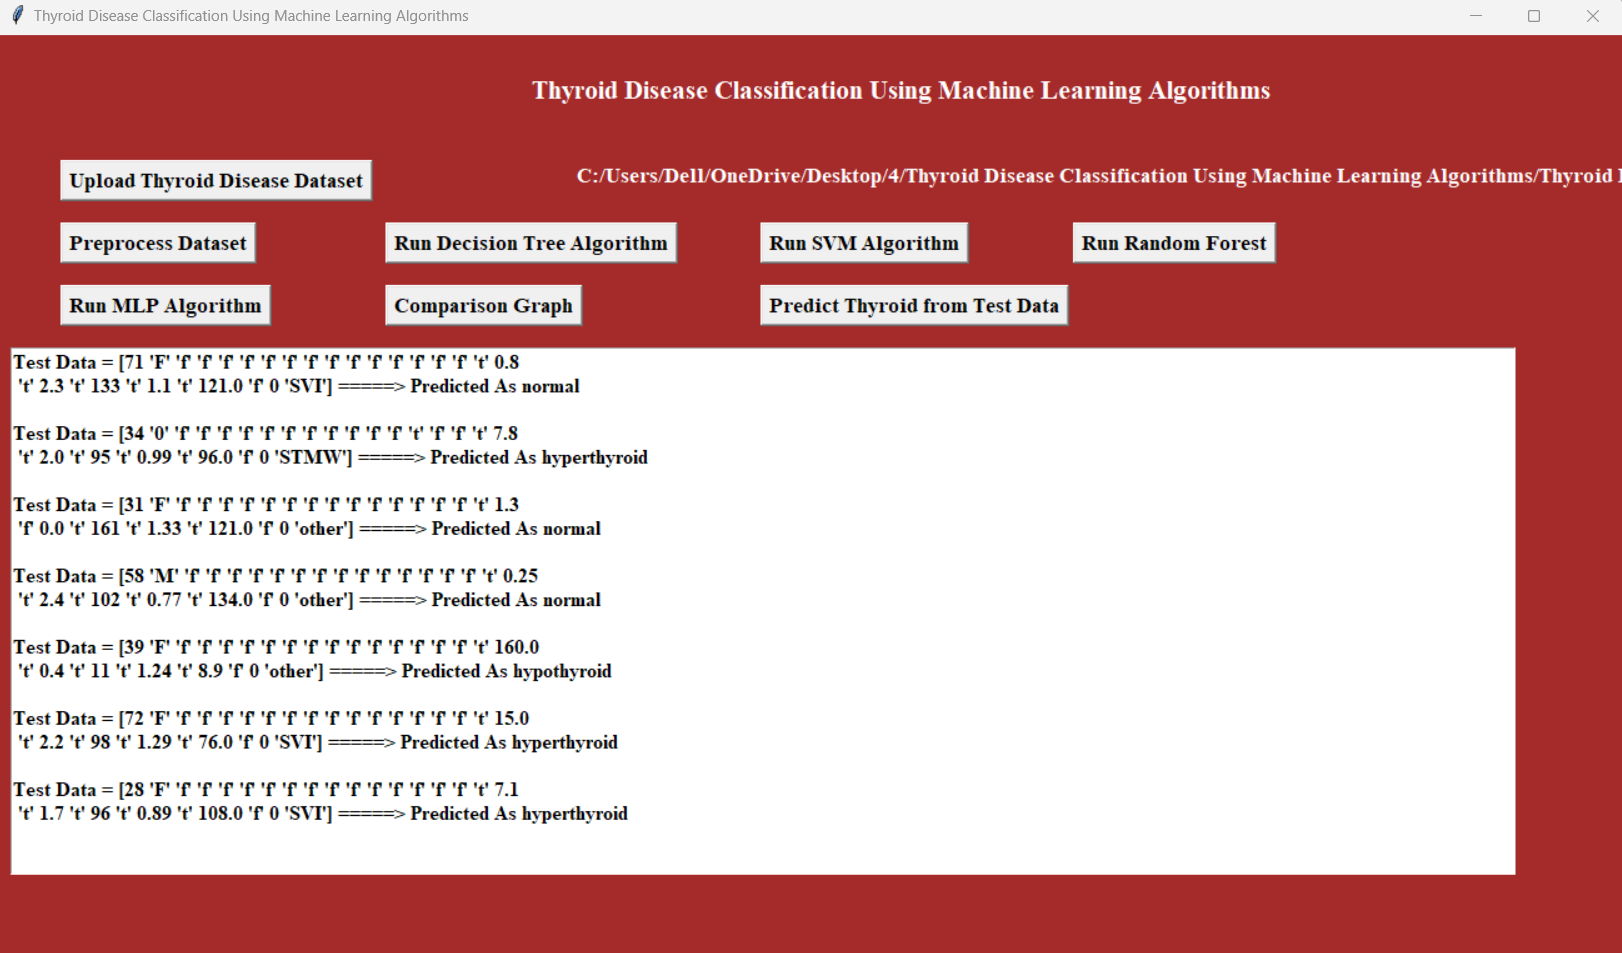 Thyroid Disease Classification Using Machine Learning Algorithms
Thyroid Disease Classification Using Machine Learning Algorithms
Upload Thyroid Disease Dataset
C:/Users/Dell/OneDrive/Desktop/4/Thyroid Disease Classification Using Machine Learning Algorithms/Thyroid
Preprocess Dataset
Run Decision Tree Algorithm
Run SVM Algorithm
Run Random Forest
Run MLP Algorithm
Comparison Graph
Predict Thyroid from Test Data
Test Data = [71 'F' 'f' 'f' 'f' 'f' 'f' 'f' 'f' 'f' 'f' 'f' 'f' 'f' 'f' 'f' 't' 0.8
't' 2.3 't' 133 't' 1.1 't' 121.0 'f' 0 'SVI'] =====> Predicted As normal
Test Data = [34 '0' 'f' 'f' 'f' 'f' 'f' 'f' 'f' 'f' 'f' 'f' 'f' 't' 'f' 'f' 't' 7.8
't' 2.0 't' 95 't' 0.99 't' 96.0 'f' 0 'STMW'] =====> Predicted As hyperthyroid
Test Data = [31 'F' 'f' 'f' 'f' 'f' 'f' 'f' 'f' 'f' 'f' 'f' 'f' 'f' 'f' 'f' 't' 1.3
'f' 0.0 't' 161 't' 1.33 't' 121.0 'f' 0 'other'] =====> Predicted As normal
Test Data = [58 'M' 'f' 'f' 'f' 'f' 'f' 'f' 'f' 'f' 'f' 'f' 'f' 'f' 'f' 'f' 't' 0.25
't' 2.4 't' 102 't' 0.77 't' 134.0 'f' 0 'other'] =====> Predicted As normal
Test Data = [39 'F' 'f' 'f' 'f' 'f' 'f' 'f' 'f' 'f' 'f' 'f' 'f' 'f' 'f' 'f' 't' 160.0
't' 0.4 't' 11 't' 1.24 't' 8.9 'f' 0 'other'] =====> Predicted As hypothyroid
Test Data = [72 'F' 'f' 'f' 'f' 'f' 'f' 'f' 'f' 'f' 'f' 'f' 'f' 'f' 'f' 'f' 't' 15.0
't' 2.2 't' 98 't' 1.29 't' 76.0 'f' 0 'SVI'] =====> Predicted As hyperthyroid
Test Data = [28 'F' 'f' 'f' 'f' 'f' 'f' 'f' 'f' 'f' 'f' 'f' 'f' 'f' 'f' 'f' 't' 7.1
't' 1.7 't' 96 't' 0.89 't' 108.0 'f' 0 'SVI'] =====> Predicted As hyperthyroid